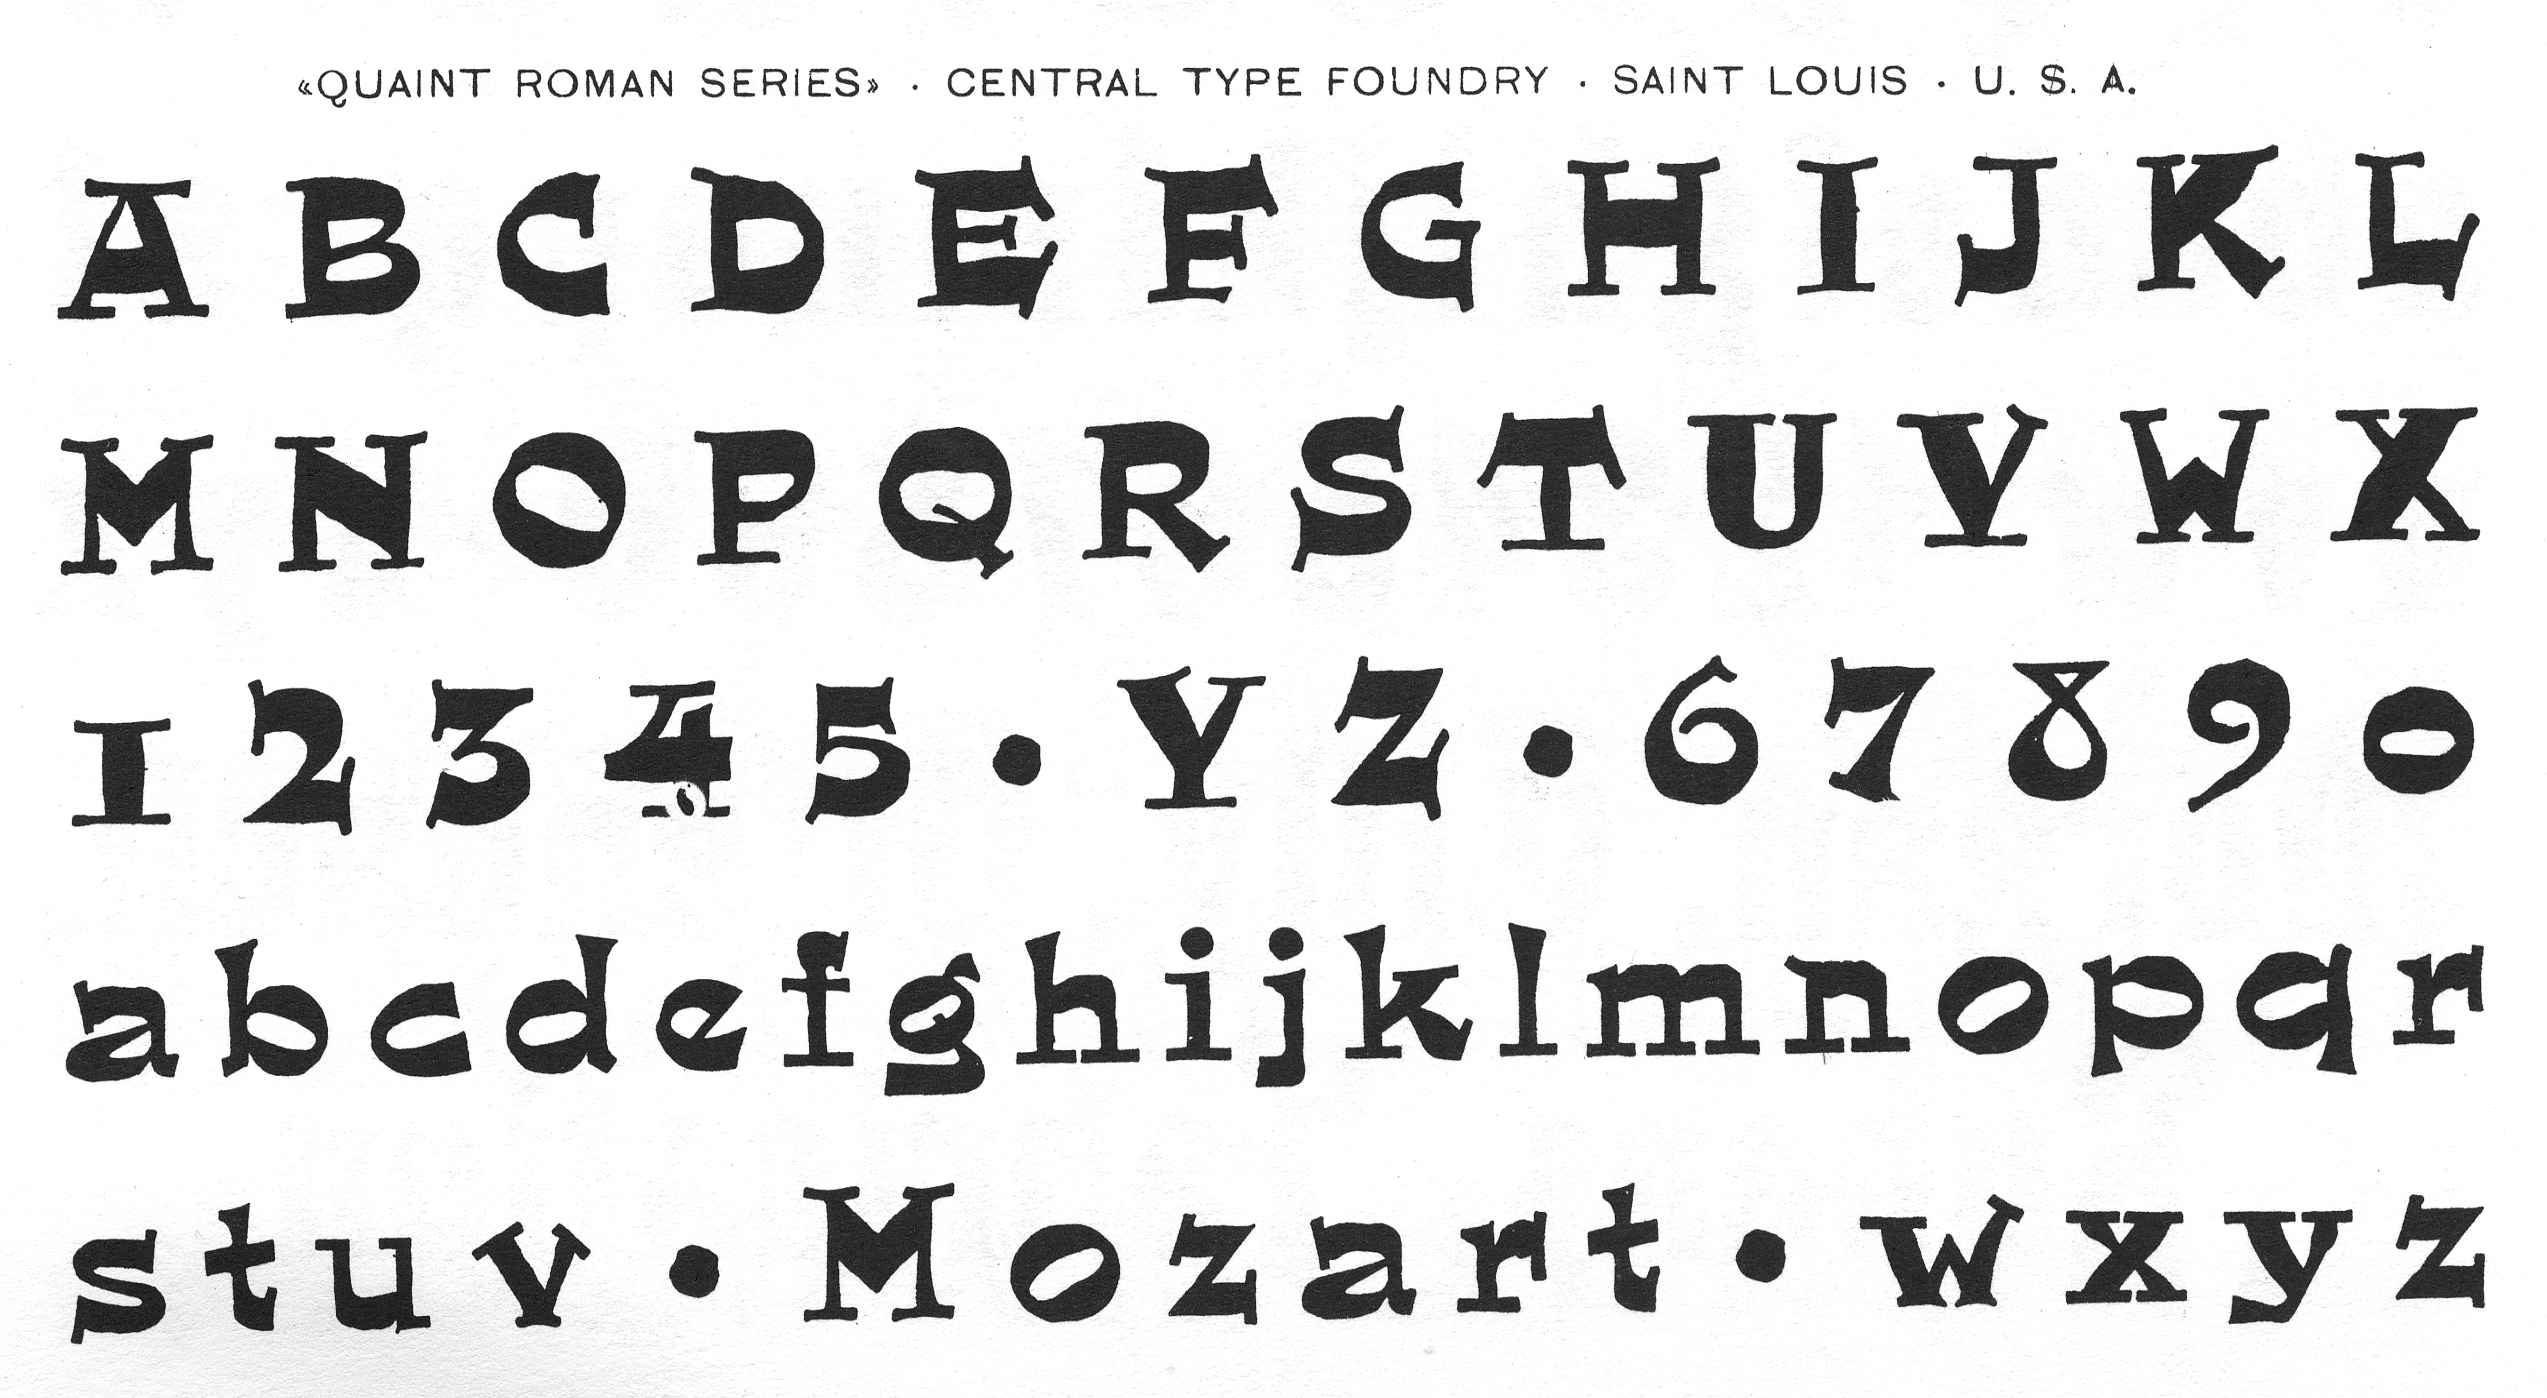 «QUAINT ROMAN SERIES» · CENTRAL TYPE FOUNDRY · SAINT LOUIS · U. S. A.
A B C D E F G H I J K L
M N O P Q R S T U V W X
1 2 3 4 5 • Y Z • 6 7 8 9 0
a b c d e f g h i j k l m n o p q r
s t u v • Mozart • w x y z